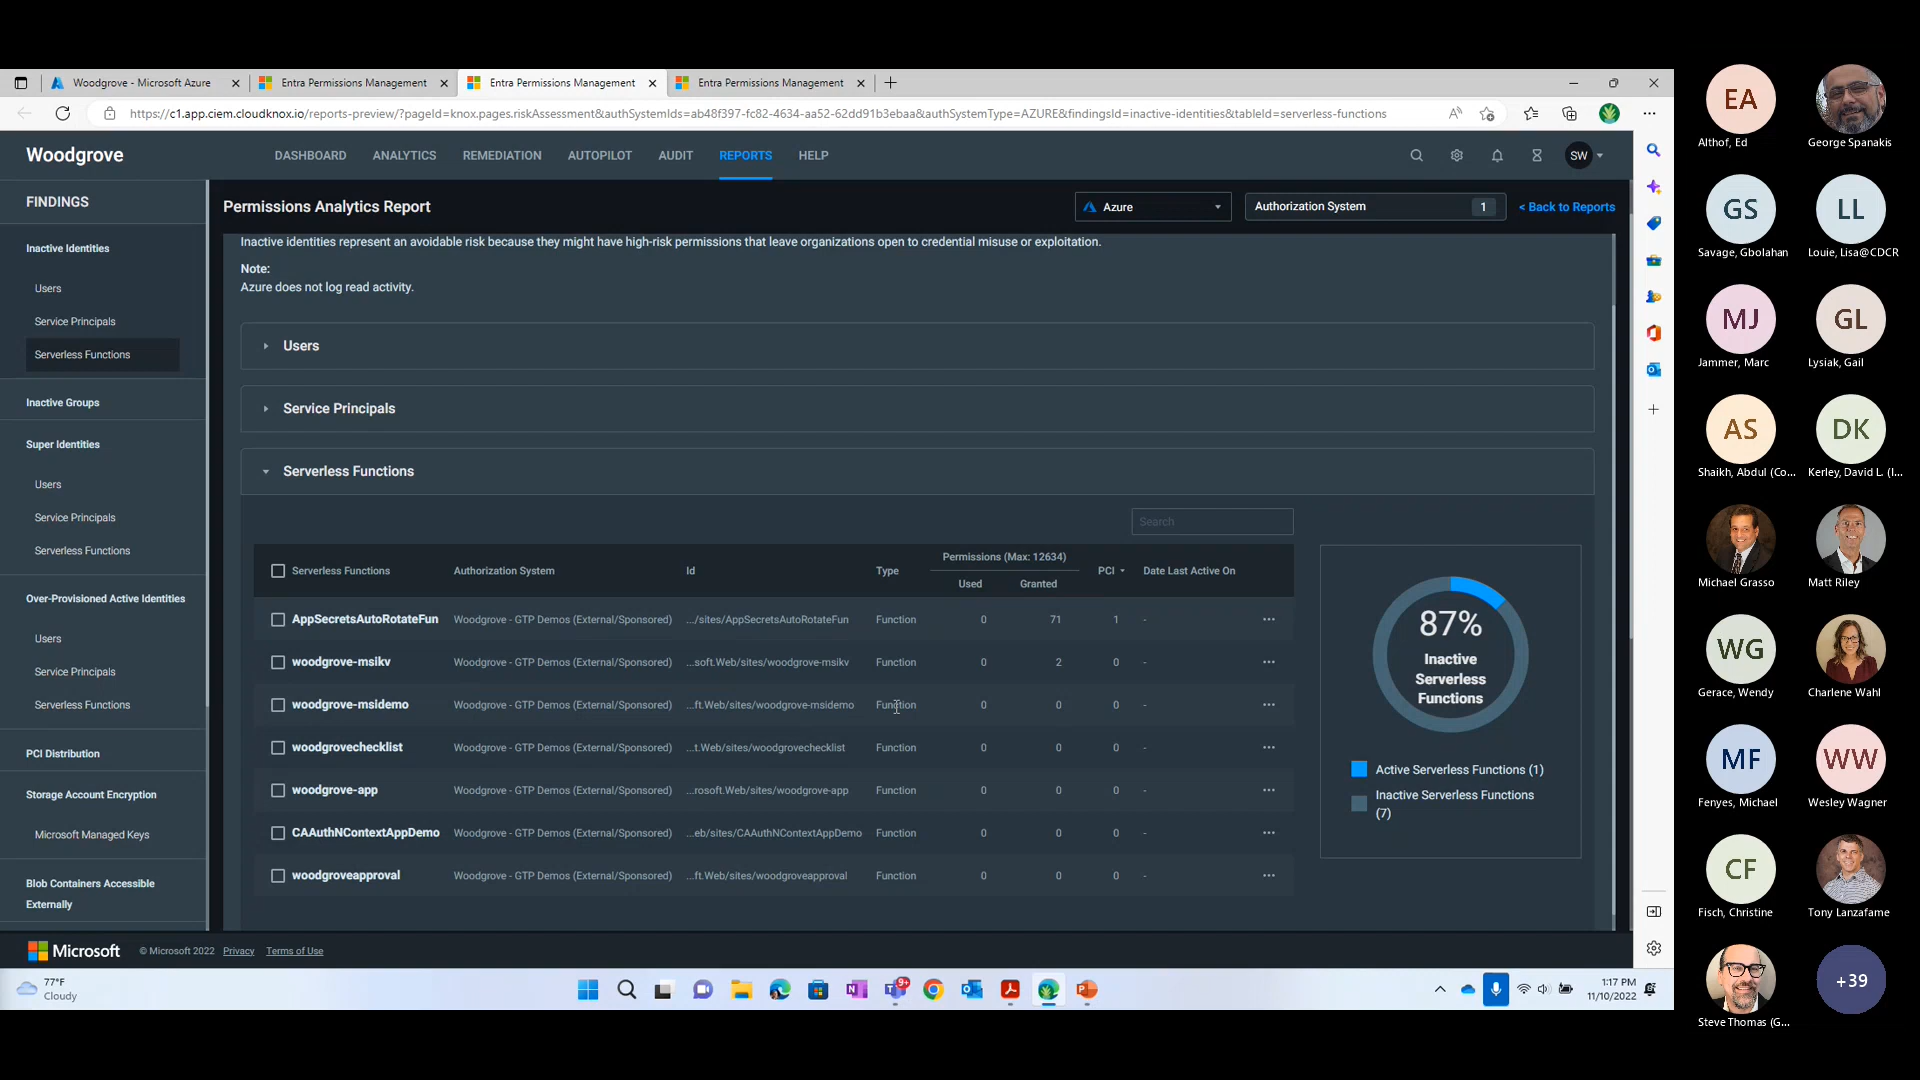 Woodgrove - Microsoft Azure
Entra Permissions Management
Entra Permissions Management
Entra Permissions Management
https://c1.app.ciem.cloudknox.io/reports-preview/?pageId=knox.pages.riskAssessment&authSystemIds=ab48f397-fc82-4634-aa52-62dd91b3ebaa&authSystemType=AZURE&findingsId=inactive-identities&tableId=serverless-functions
Woodgrove
DASHBOARD
ANALYTICS
REMEDIATION
AUTOPILOT
AUDIT
REPORTS
HELP
SW
FINDINGS
Inactive Identities
Users
Service Principals
Serverless Functions
Inactive Groups
Super Identities
Users
Service Principals
Serverless Functions
Over-Provisioned Active Identities
Users
Service Principals
Serverless Functions
PCI Distribution
Storage Account Encryption
Microsoft Managed Keys
Blob Containers Accessible
Externally
Permissions Analytics Report
Azure
Authorization System 1
< Back to Reports
Inactive identities represent an avoidable risk because they might have high-risk permissions that leave organizations open to credential misuse or exploitation.
Note:
Azure does not log read activity.
Users
Service Principals
Serverless Functions
Search
Serverless Functions Authorization System Id Type Permissions (Max: 12634) Used Granted PCI Date Last Active On
AppSecretsAutoRotateFun Woodgrove - GTP Demos (External/Sponsored) .../sites/AppSecretsAutoRotateFun Function 0 71 1 - ...
woodgrove-msikv Woodgrove - GTP Demos (External/Sponsored) ...soft.Web/sites/woodgrove-msikv Function 0 2 0 - ...
woodgrove-msidemo Woodgrove - GTP Demos (External/Sponsored) ...ft.Web/sites/woodgrove-msidemo Function 0 0 0 - ...
woodgrovechecklist Woodgrove - GTP Demos (External/Sponsored) ...t.Web/sites/woodgrovechecklist Function 0 0 0 - ...
woodgrove-app Woodgrove - GTP Demos (External/Sponsored) ...rosoft.Web/sites/woodgrove-app Function 0 0 0 - ...
CAAuthNContextAppDemo Woodgrove - GTP Demos (External/Sponsored) ...eb/sites/CAAuthNContextAppDemo Function 0 0 0 - ...
woodgroveapproval Woodgrove - GTP Demos (External/Sponsored) ...ft.Web/sites/woodgroveapproval Function 0 0 0 - ...
87%
Inactive
Serverless
Functions
Active Serverless Functions (1)
Inactive Serverless Functions
(7)
Microsoft © Microsoft 2022 Privacy Terms of Use
77°F
Cloudy
9+
1:17 PM
11/10/2022
EA
Althof, Ed
George Spanakis
GS
Savage, Gbolahan
LL
Louie, Lisa@CDCR
MJ
Jammer, Marc
GL
Lysiak, Gail
AS
Shaikh, Abdul (Co...
DK
Kerley, David L. (I...
Michael Grasso
Matt Riley
WG
Gerace, Wendy
Charlene Wahl
MF
Fenyes, Michael
WW
Wesley Wagner
CF
Fisch, Christine
Tony Lanzafame
Steve Thomas (G...
+39